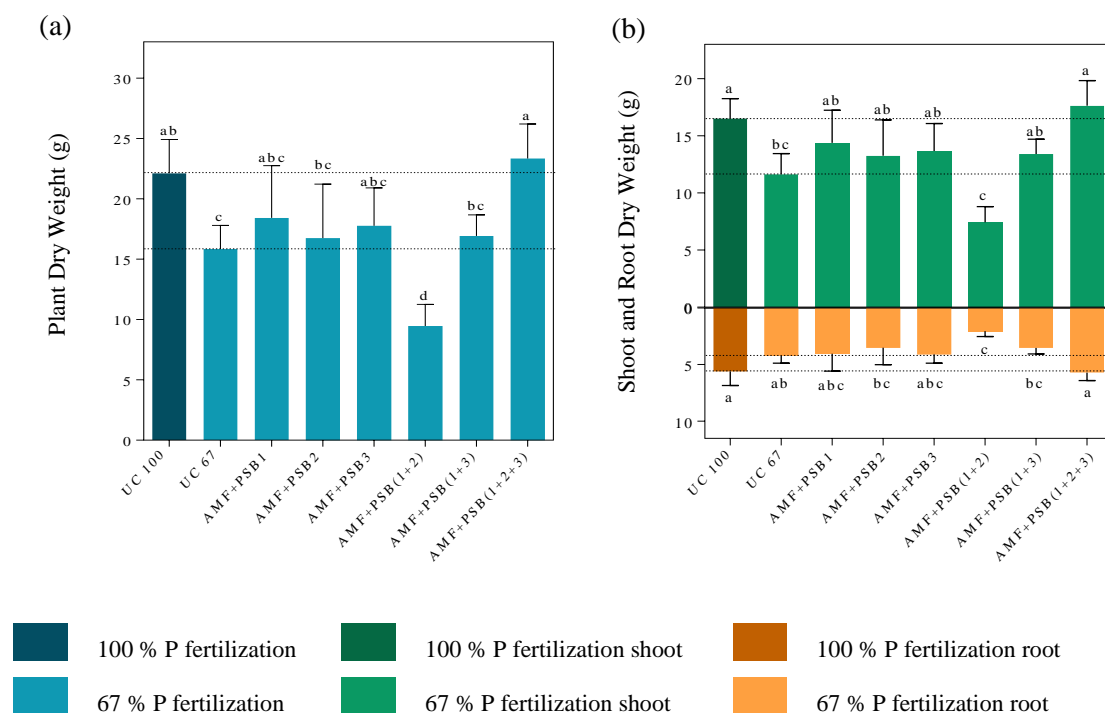 (a)
Plant Dry Weight (g)
30
25
20
15
10
5
0
ab
c
abc
bc
abc
d
bc
a
UC 100
UC 67
AMF+PSB1
AMF+PSB2
AMF+PSB3
AMF+PSB(1+2)
AMF+PSB(1+3)
AMF+PSB(1+2+3)
(b)
Shoot and Root Dry Weight (g)
20
15
10
5
0
5
10
a
bc
ab
ab
ab
c
ab
a
a
ab
abc
bc
abc
c
bc
a
UC 100
UC 67
AMF+PSB1
AMF+PSB2
AMF+PSB3
AMF+PSB(1+2)
AMF+PSB(1+3)
AMF+PSB(1+2+3)
100 % P fertilization
100 % P fertilization shoot
100 % P fertilization root
67 % P fertilization
67 % P fertilization shoot
67 % P fertilization root